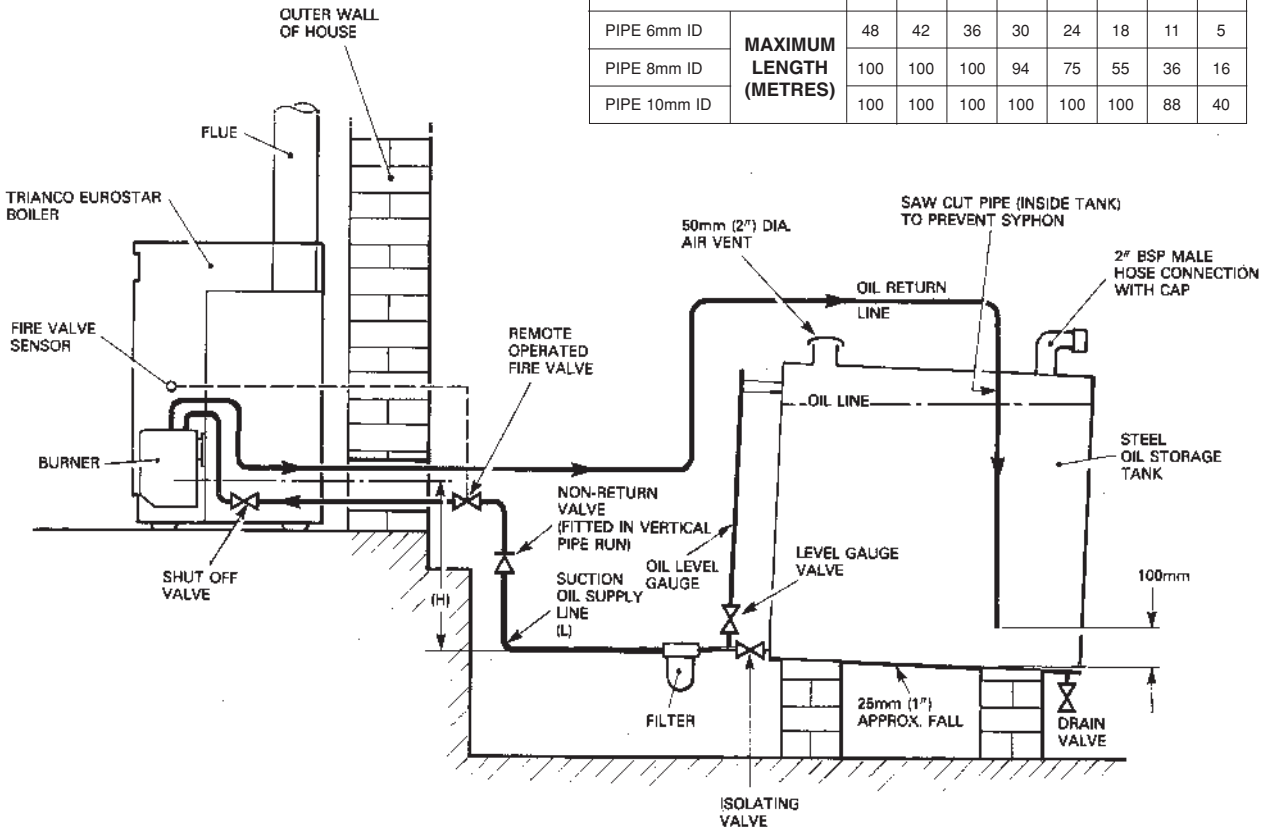 PIPE 6mm ID 48 42 36 30 24 18 11 5
MAXIMUM
LENGTH
(METRES)
PIPE 8mm ID 100 100 100 94 75 55 36 16
PIPE 10mm ID 100 100 100 100 100 100 88 40
OUTER WALL
OF HOUSE
FLUE
TRIANCO EUROSTAR
BOILER
FIRE VALVE
SENSOR
BURNER
SHUT OFF
VALVE
REMOTE
OPERATED
FIRE VALVE
NON-RETURN
VALVE
(FITTED IN VERTICAL
PIPE RUN)
(H)
SUCTION
OIL SUPPLY
LINE
(L)
OIL LEVEL
GAUGE
LEVEL GAUGE
VALVE
FILTER
ISOLATING
VALVE
50mm (2") DIA.
AIR VENT
OIL RETURN
LINE
SAW CUT PIPE (INSIDE TANK)
TO PREVENT SYPHON
2" BSP MALE
HOSE CONNECTION
WITH CAP
OIL LINE
STEEL
OIL STORAGE
TANK
100mm
25mm (1")
APPROX. FALL
DRAIN
VALVE